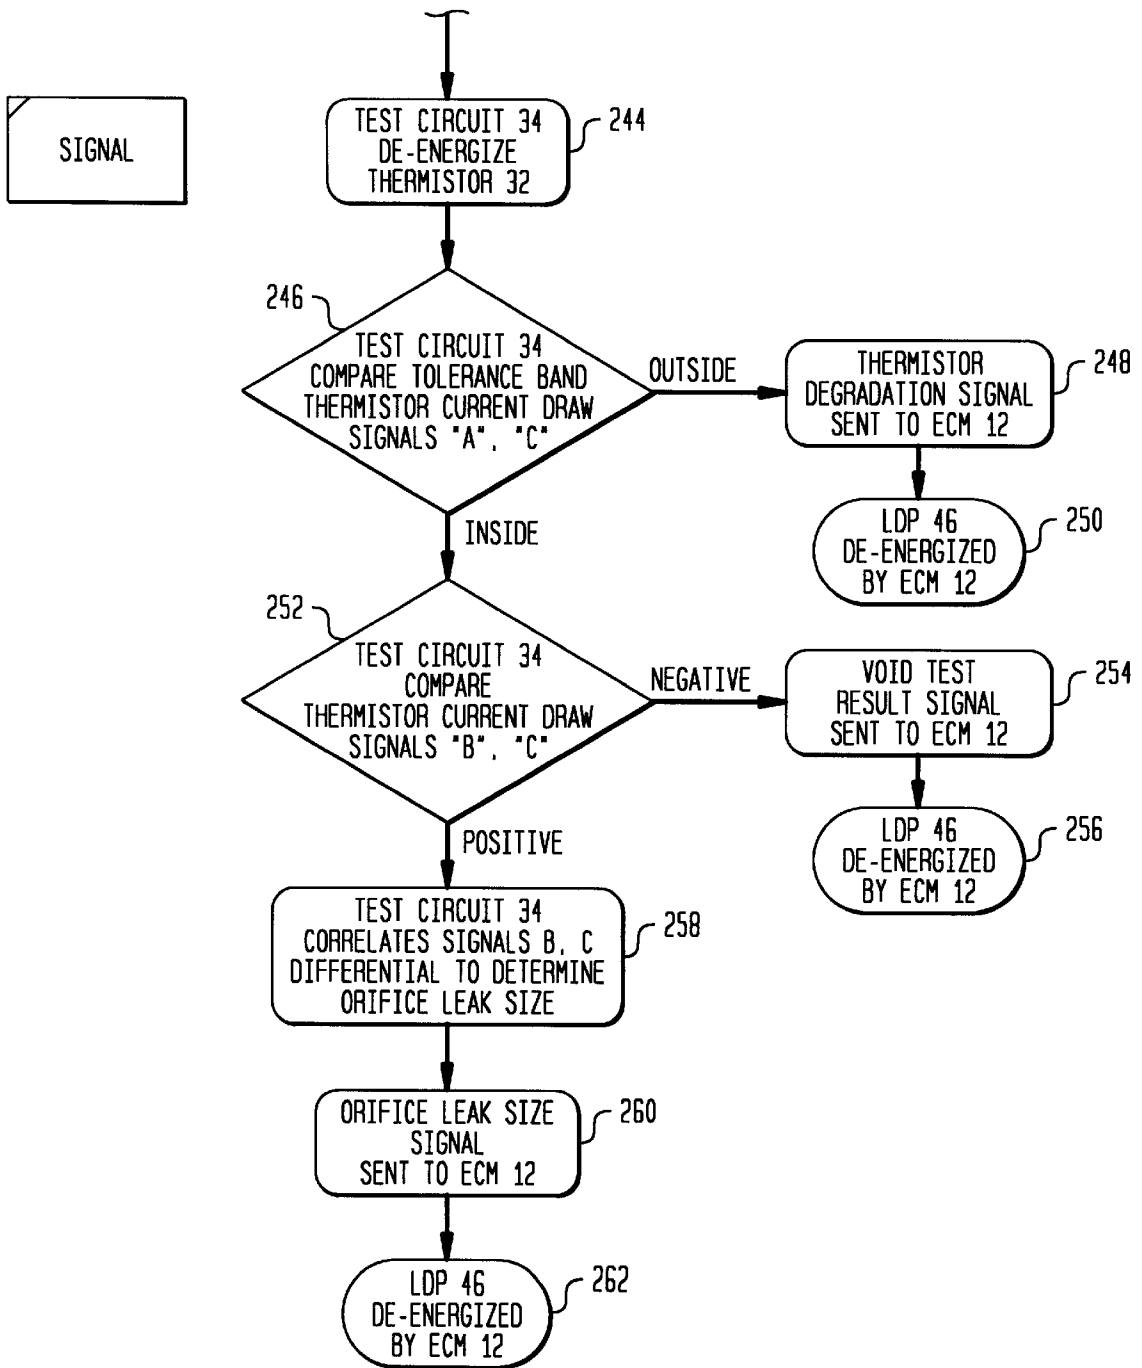 SIGNAL
TEST CIRCUIT 34
DE-ENERGIZE
THERMISTOR 32
244
246
TEST CIRCUIT 34
COMPARE TOLERANCE BAND
THERMISTOR CURRENT DRAW
SIGNALS "A", "C"
OUTSIDE
THERMISTOR
DEGRADATION SIGNAL
SENT TO ECM 12
248
LDP 46
DE-ENERGIZED
BY ECM 12
250
INSIDE
252
TEST CIRCUIT 34
COMPARE
THERMISTOR CURRENT DRAW
SIGNALS "B", "C"
NEGATIVE
VOID TEST
RESULT SIGNAL
SENT TO ECM 12
254
LDP 46
DE-ENERGIZED
BY ECM 12
256
POSITIVE
TEST CIRCUIT 34
CORRELATES SIGNALS B, C
DIFFERENTIAL TO DETERMINE
ORIFICE LEAK SIZE
258
ORIFICE LEAK SIZE
SIGNAL
SENT TO ECM 12
260
LDP 46
DE-ENERGIZED
BY ECM 12
262